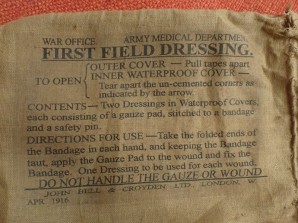 WAR OFFICE ARMY MEDICAL DEPARTMENT
FIRST FIELD DRESSING.
TO OPEN { OUTER COVER — Pull tapes apart
INNER WATERPROOF COVER —
Tear apart the un-cemented corners as
indicated by the arrow.
CONTENTS — Two Dressings in Waterproof Covers,
each consisting of a gauze pad, stitched to a bandage
and a safety pin.
DIRECTIONS FOR USE — Take the folded ends of
the Bandage in each hand, and keeping the Bandage
taut, apply the Gauze Pad to the wound and fix the
Bandage. One Dressing to be used for each wound.
DO NOT HANDLE THE GAUZE OR WOUND
JOHN BELL & CROYDEN LTD., LONDON, W.
APR. 1915